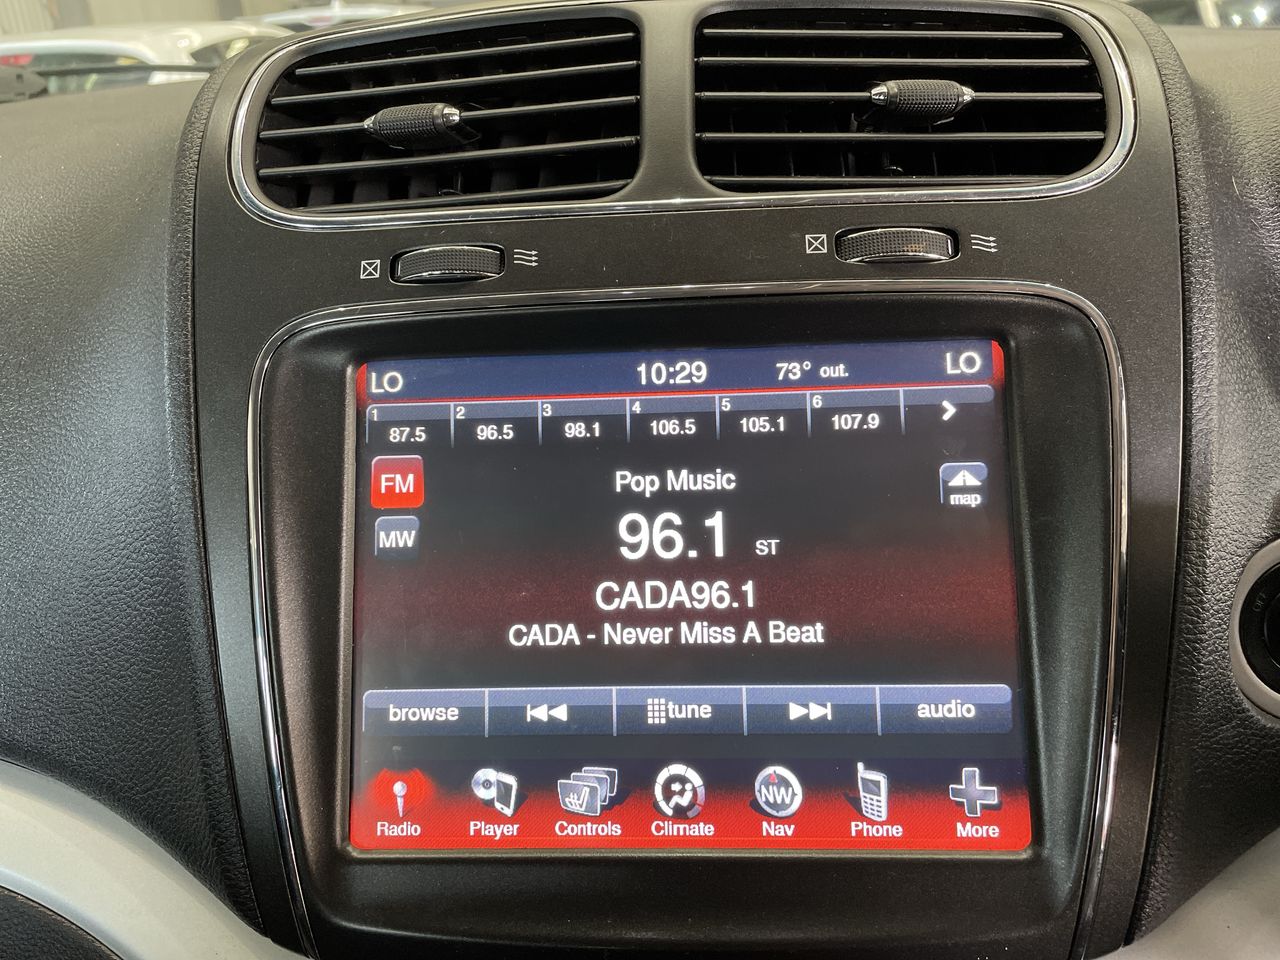 LO 10:29 73° out. LO
1 2 3 4 5 6
87.5 96.5 98.1 106.5 105.1 107.9
FM Pop Music map
96.1 ST
MW
CADA96.1
CADA - Never Miss A Beat
browse tune audio
NW
Radio Player Controls Climate Nav Phone More
OFF